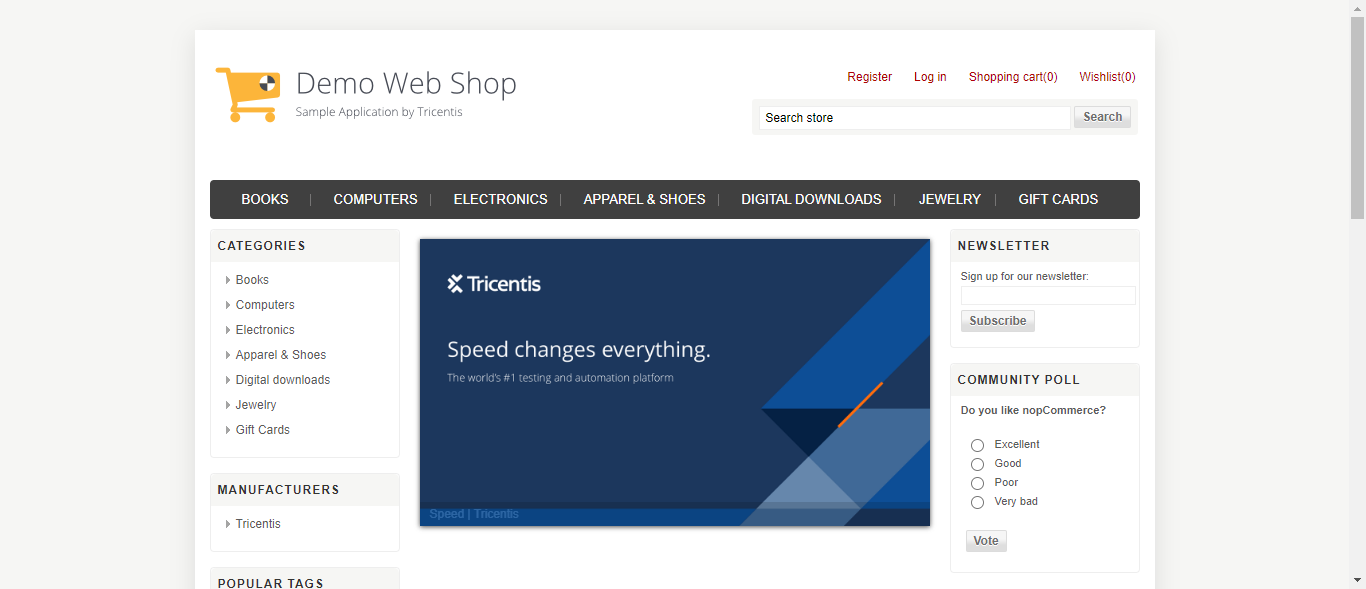 Demo Web Shop
Sample Application by Tricentis
Register Log in Shopping cart(0) Wishlist(0)
Search store Search
BOOKS COMPUTERS ELECTRONICS APPAREL & SHOES DIGITAL DOWNLOADS JEWELRY GIFT CARDS
CATEGORIES
Books
Computers
Electronics
Apparel & Shoes
Digital downloads
Jewelry
Gift Cards
MANUFACTURERS
Tricentis
POPULAR TAGS
Tricentis
Speed changes everything.
The world's #1 testing and automation platform
Speed | Tricentis
NEWSLETTER
Sign up for our newsletter:
Subscribe
COMMUNITY POLL
Do you like nopCommerce?
Excellent
Good
Poor
Very bad
Vote